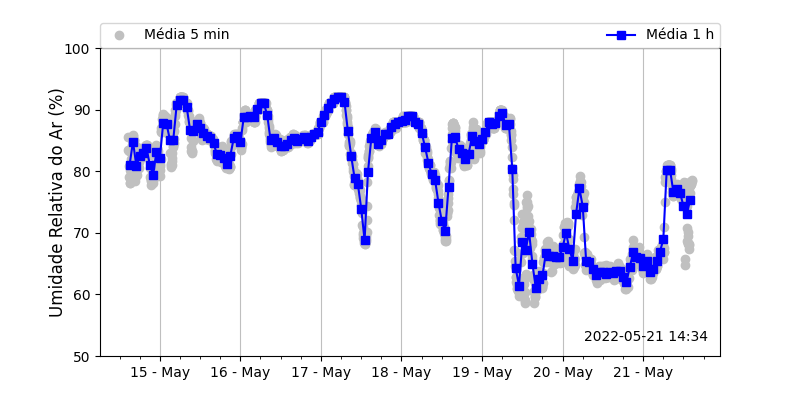 Média 5 min
Média 1 h
Umidade Relativa do Ar (%)
100
90
80
70
60
50
2022-05-21 14:34
15 - May
16 - May
17 - May
18 - May
19 - May
20 - May
21 - May